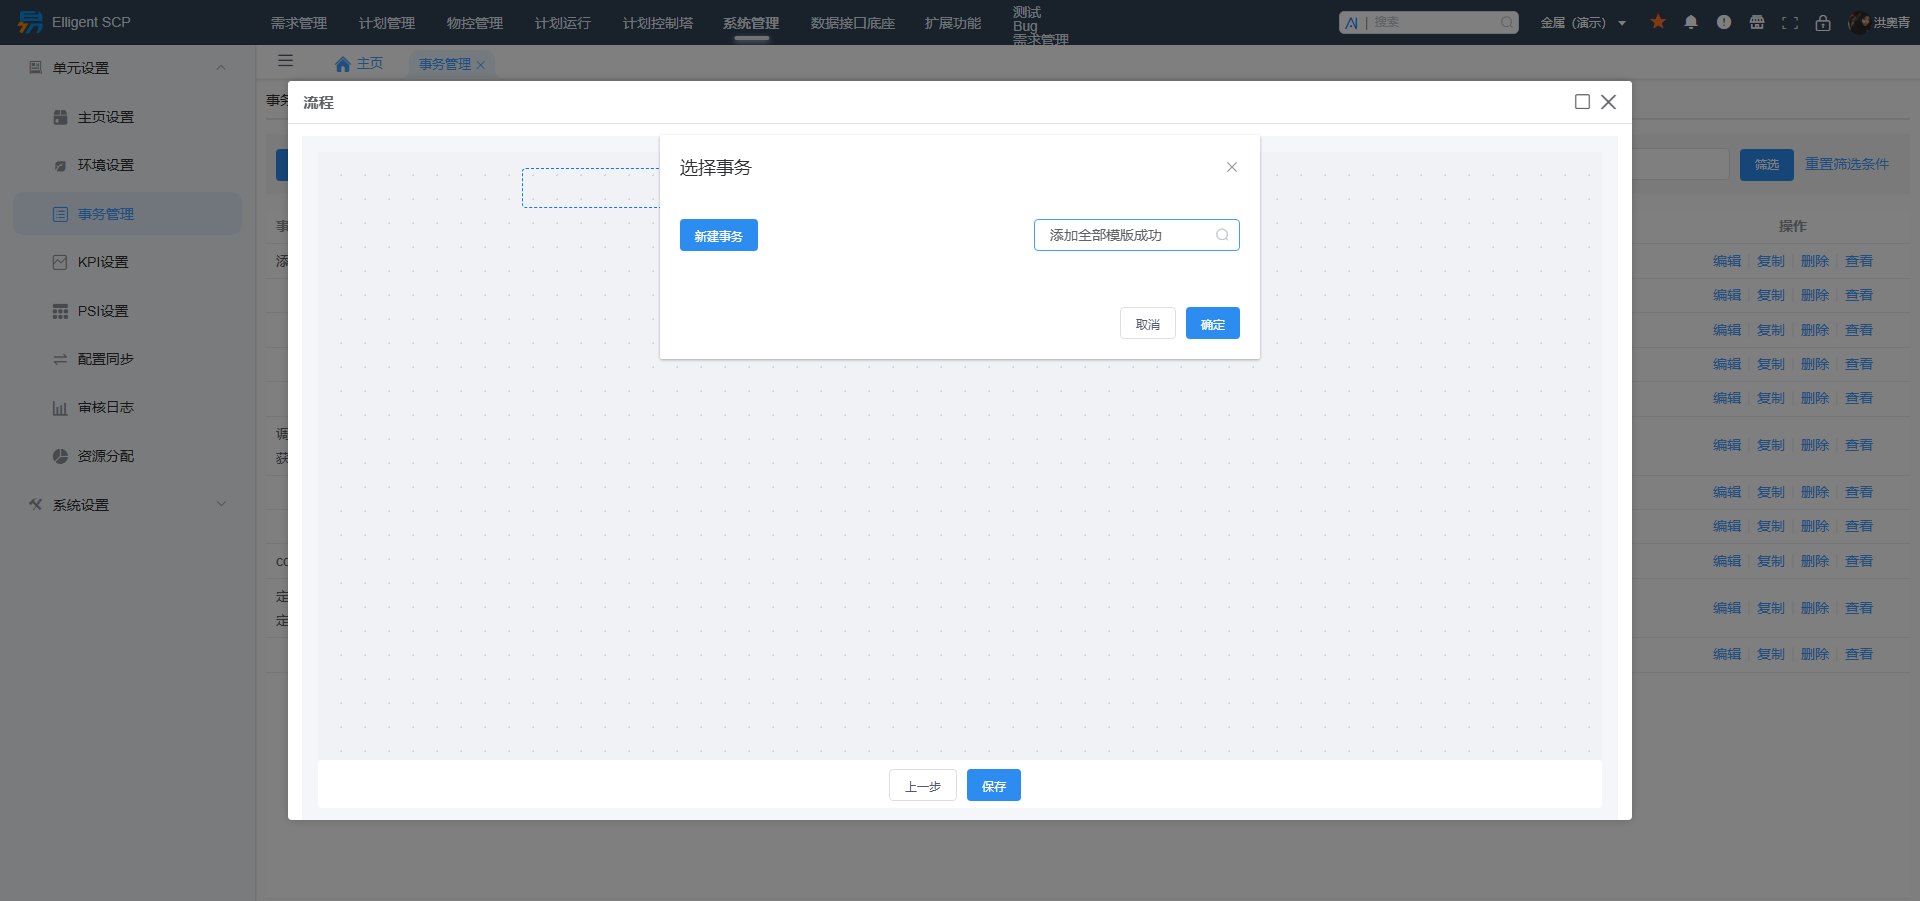 Elligent SCP
需求管理
计划管理
物控管理
计划运行
计划控制塔
系统管理
数据接口底座
扩展功能
测试
Bug
需求管理
AI | 搜索
金属（演示）
洪奥青
单元设置
主页设置
环境设置
事务管理
KPI设置
PSI设置
配置同步
审核日志
资源分配
系统设置
主页
事务管理
事务
流程
选择事务
新建事务
添加全部模版成功
取消
确定
上一步
保存
筛选
重置筛选条件
事
操作
添
编辑 复制 删除 查看
编辑 复制 删除 查看
编辑 复制 删除 查看
编辑 复制 删除 查看
编辑 复制 删除 查看
调
获
编辑 复制 删除 查看
编辑 复制 删除 查看
编辑 复制 删除 查看
co
编辑 复制 删除 查看
定
定
编辑 复制 删除 查看
编辑 复制 删除 查看